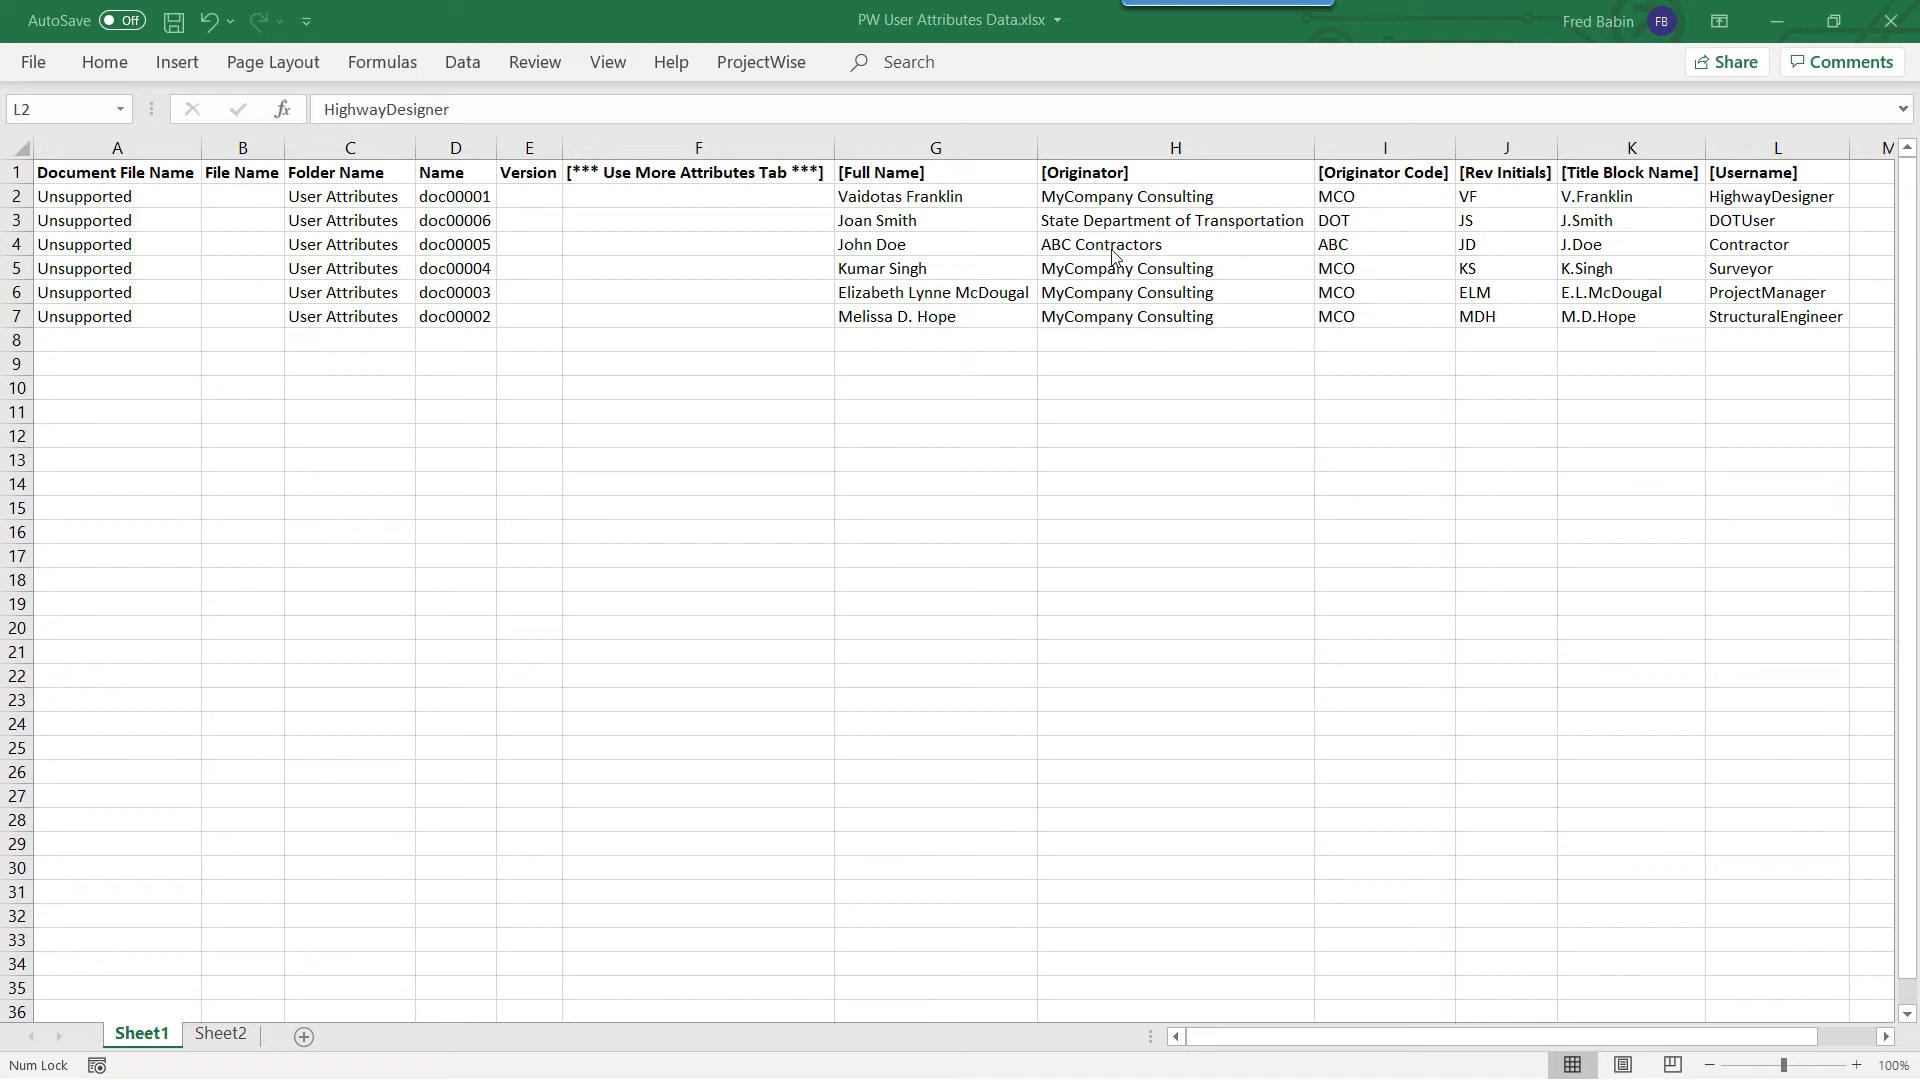 AutoSave Off PW User Attributes Data.xlsx Fred Babin FB
File Home Insert Page Layout Formulas Data Review View Help ProjectWise Search Share Comments
L2 fx HighwayDesigner
A B C D E F G H I J K L M
1 Document File Name File Name Folder Name Name Version [*** Use More Attributes Tab ***] [Full Name] [Originator] [Originator Code] [Rev Initials] [Title Block Name] [Username]
2 Unsupported User Attributes doc00001 Vaidotas Franklin MyCompany Consulting MCO VF V.Franklin HighwayDesigner
3 Unsupported User Attributes doc00006 Joan Smith State Department of Transportation DOT JS J.Smith DOTUser
4 Unsupported User Attributes doc00005 John Doe ABC Contractors ABC JD J.Doe Contractor
5 Unsupported User Attributes doc00004 Kumar Singh MyCompany Consulting MCO KS K.Singh Surveyor
6 Unsupported User Attributes doc00003 Elizabeth Lynne McDougal MyCompany Consulting MCO ELM E.L.McDougal ProjectManager
7 Unsupported User Attributes doc00002 Melissa D. Hope MyCompany Consulting MCO MDH M.D.Hope StructuralEngineer
8
9
10
11
12
13
14
15
16
17
18
19
20
21
22
23
24
25
26
27
28
29
30
31
32
33
34
35
36
Sheet1 Sheet2
Num Lock 100%